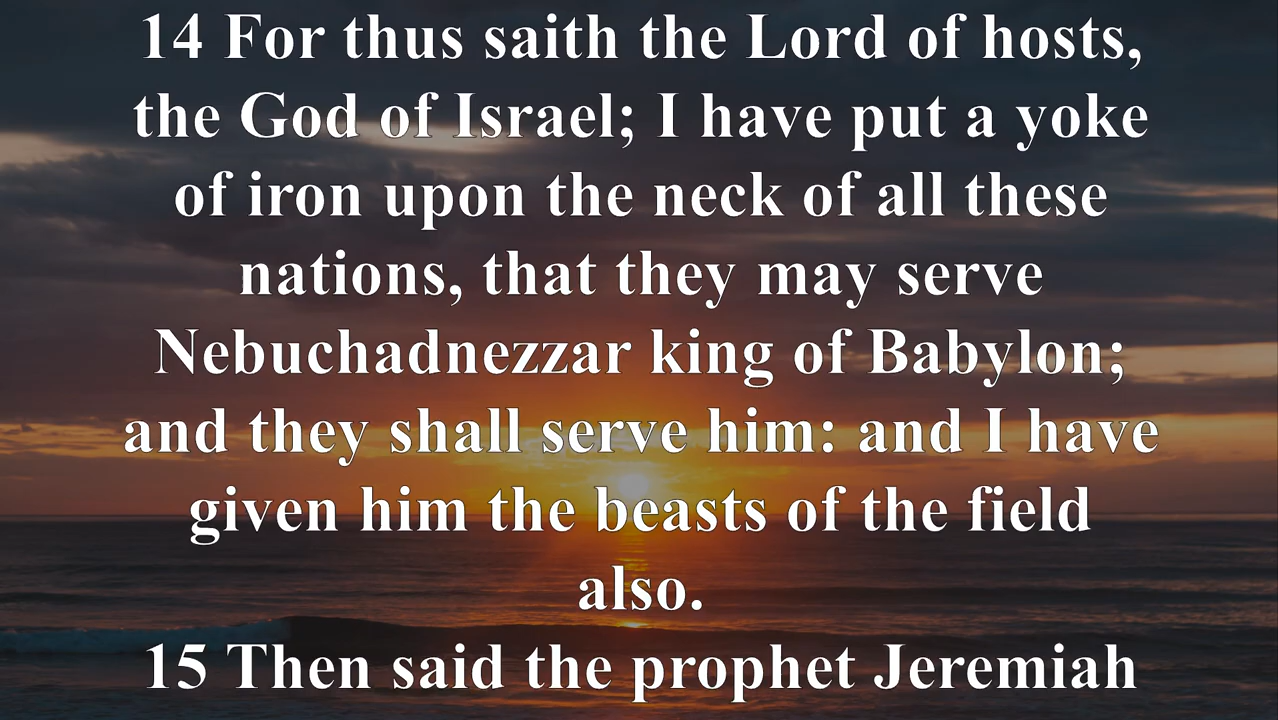 14 For thus saith the Lord of hosts,
the God of Israel; I have put a yoke
of iron upon the neck of all these
nations, that they may serve
Nebuchadnezzar king of Babylon;
and they shall serve him: and I have
given him the beasts of the field
also.
15 Then said the prophet Jeremiah